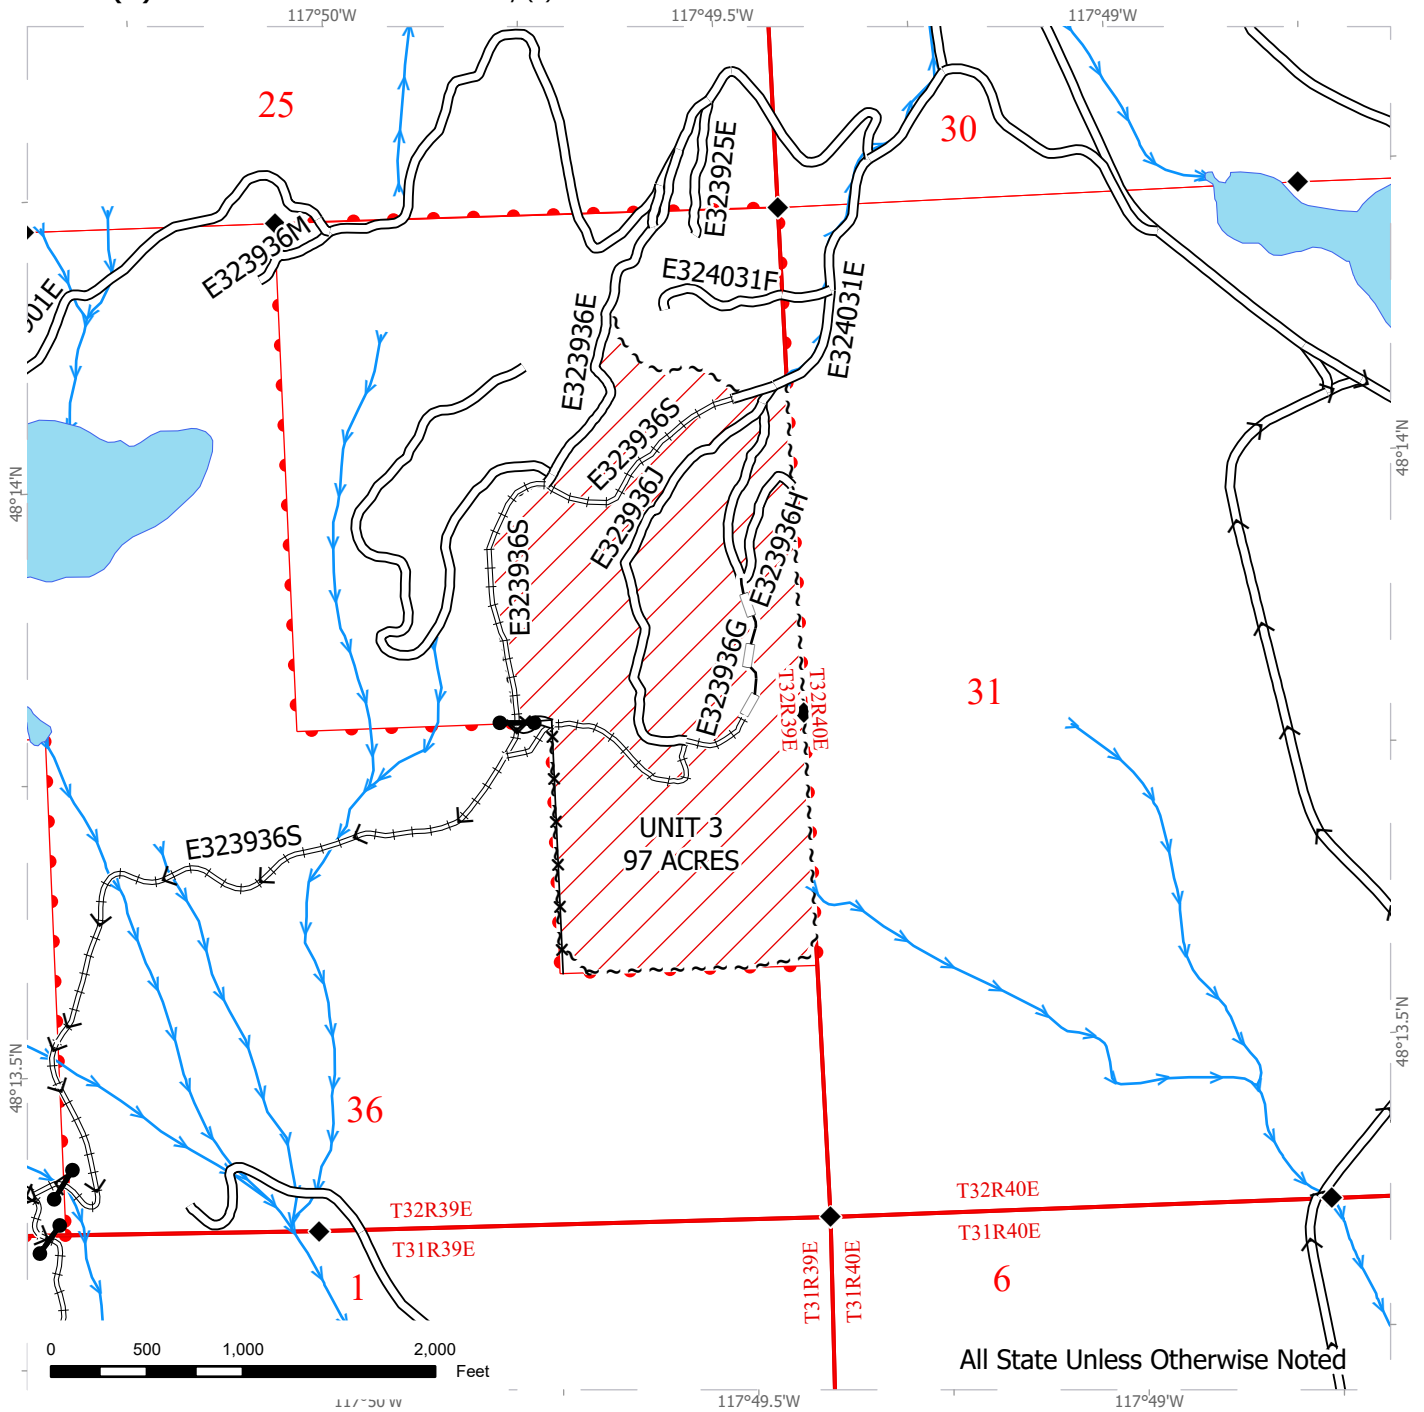 117°50'W
117°49.5'W
117°49'W
25
30
E323925E
E323936M
E324031F
E324031E
E323936E
E323936S
48°14'N
48°14'N
E323936J
E323936H
E323936S
E323936G
31
T32R39E
T32R40E
UNIT 3
97 ACRES
E323936S
48°13.5'N
48°13.5'N
36
T32R39E
T31R39E
T32R40E
T31R40E
T31R39E
T31R40E
1
6
0
500
1,000
2,000
Feet
All State Unless Otherwise Noted
117°49.5'W
117°49'W